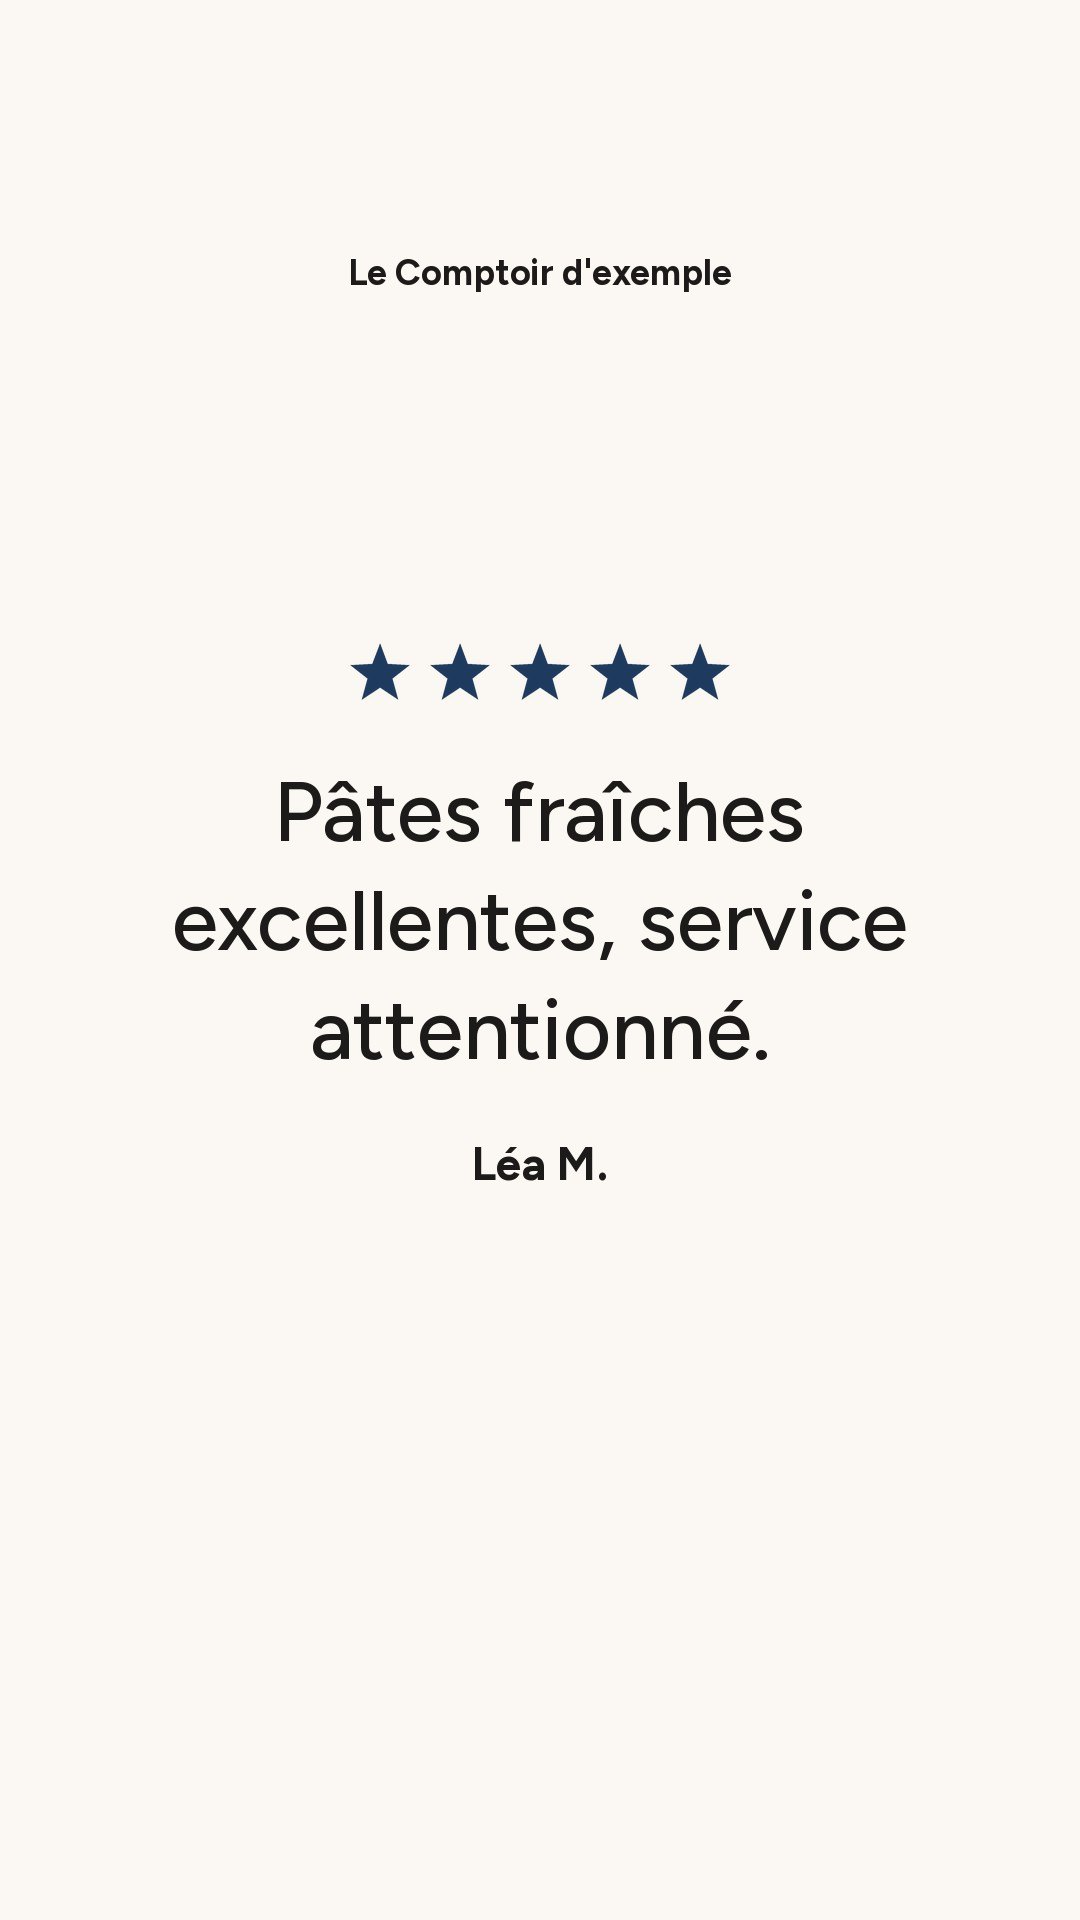 Le Comptoir d'exemple
Pâtes fraîches
excellentes, service
attentionné.
Léa M.